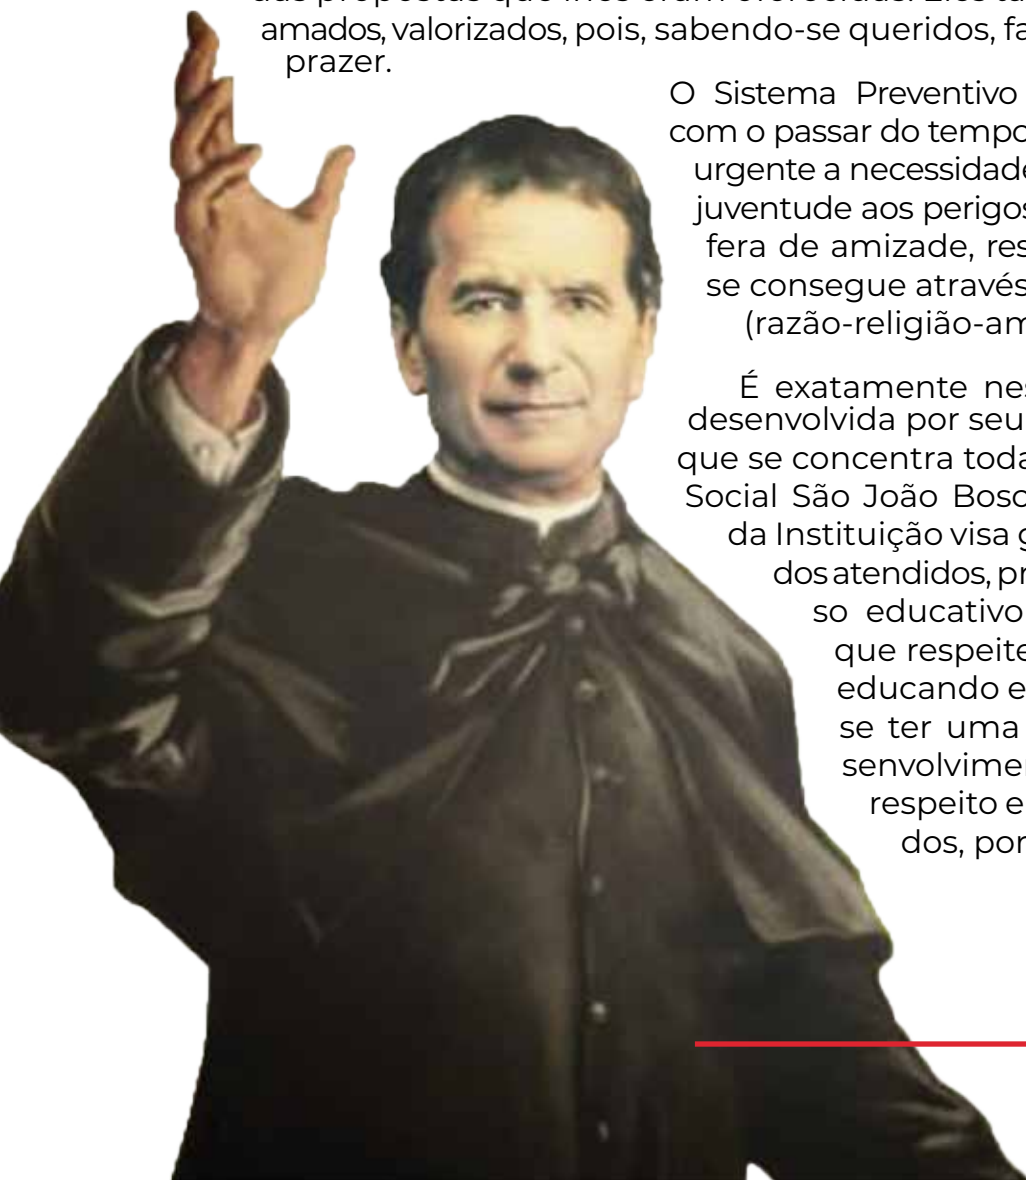 amados, valorizados, pois, sabendo-se queridos, fa
prazer.
O Sistema Preventivo
com o passar do tempo
urgente a necessidade
juventude aos perigos
fera de amizade, res
se consegue através
(razão-religião-am
É exatamente nes
desenvolvida por seu
que se concentra toda
Social São João Bosc
da Instituição visa g
dos atendidos, pr
so educativo
que respeite
educando e
se ter uma
senvolvimen
respeito e
dos, por